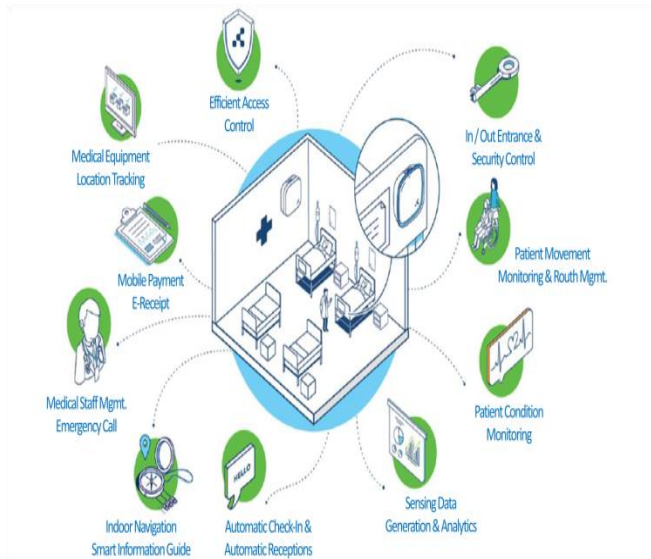 Efficient Access
Control
In / Out Entrance &
Security Control
Medical Equipment
Location Tracking
Patient Movement
Monitoring & Routh Mgmt.
Mobile Payment
E-Receipt
Medical Staff Mgmt.
Emergency Call
Patient Condition
Monitoring
HELLO
Indoor Navigation
Smart Information Guide
Automatic Check-In &
Automatic Receptions
Sensing Data
Generation & Analytics